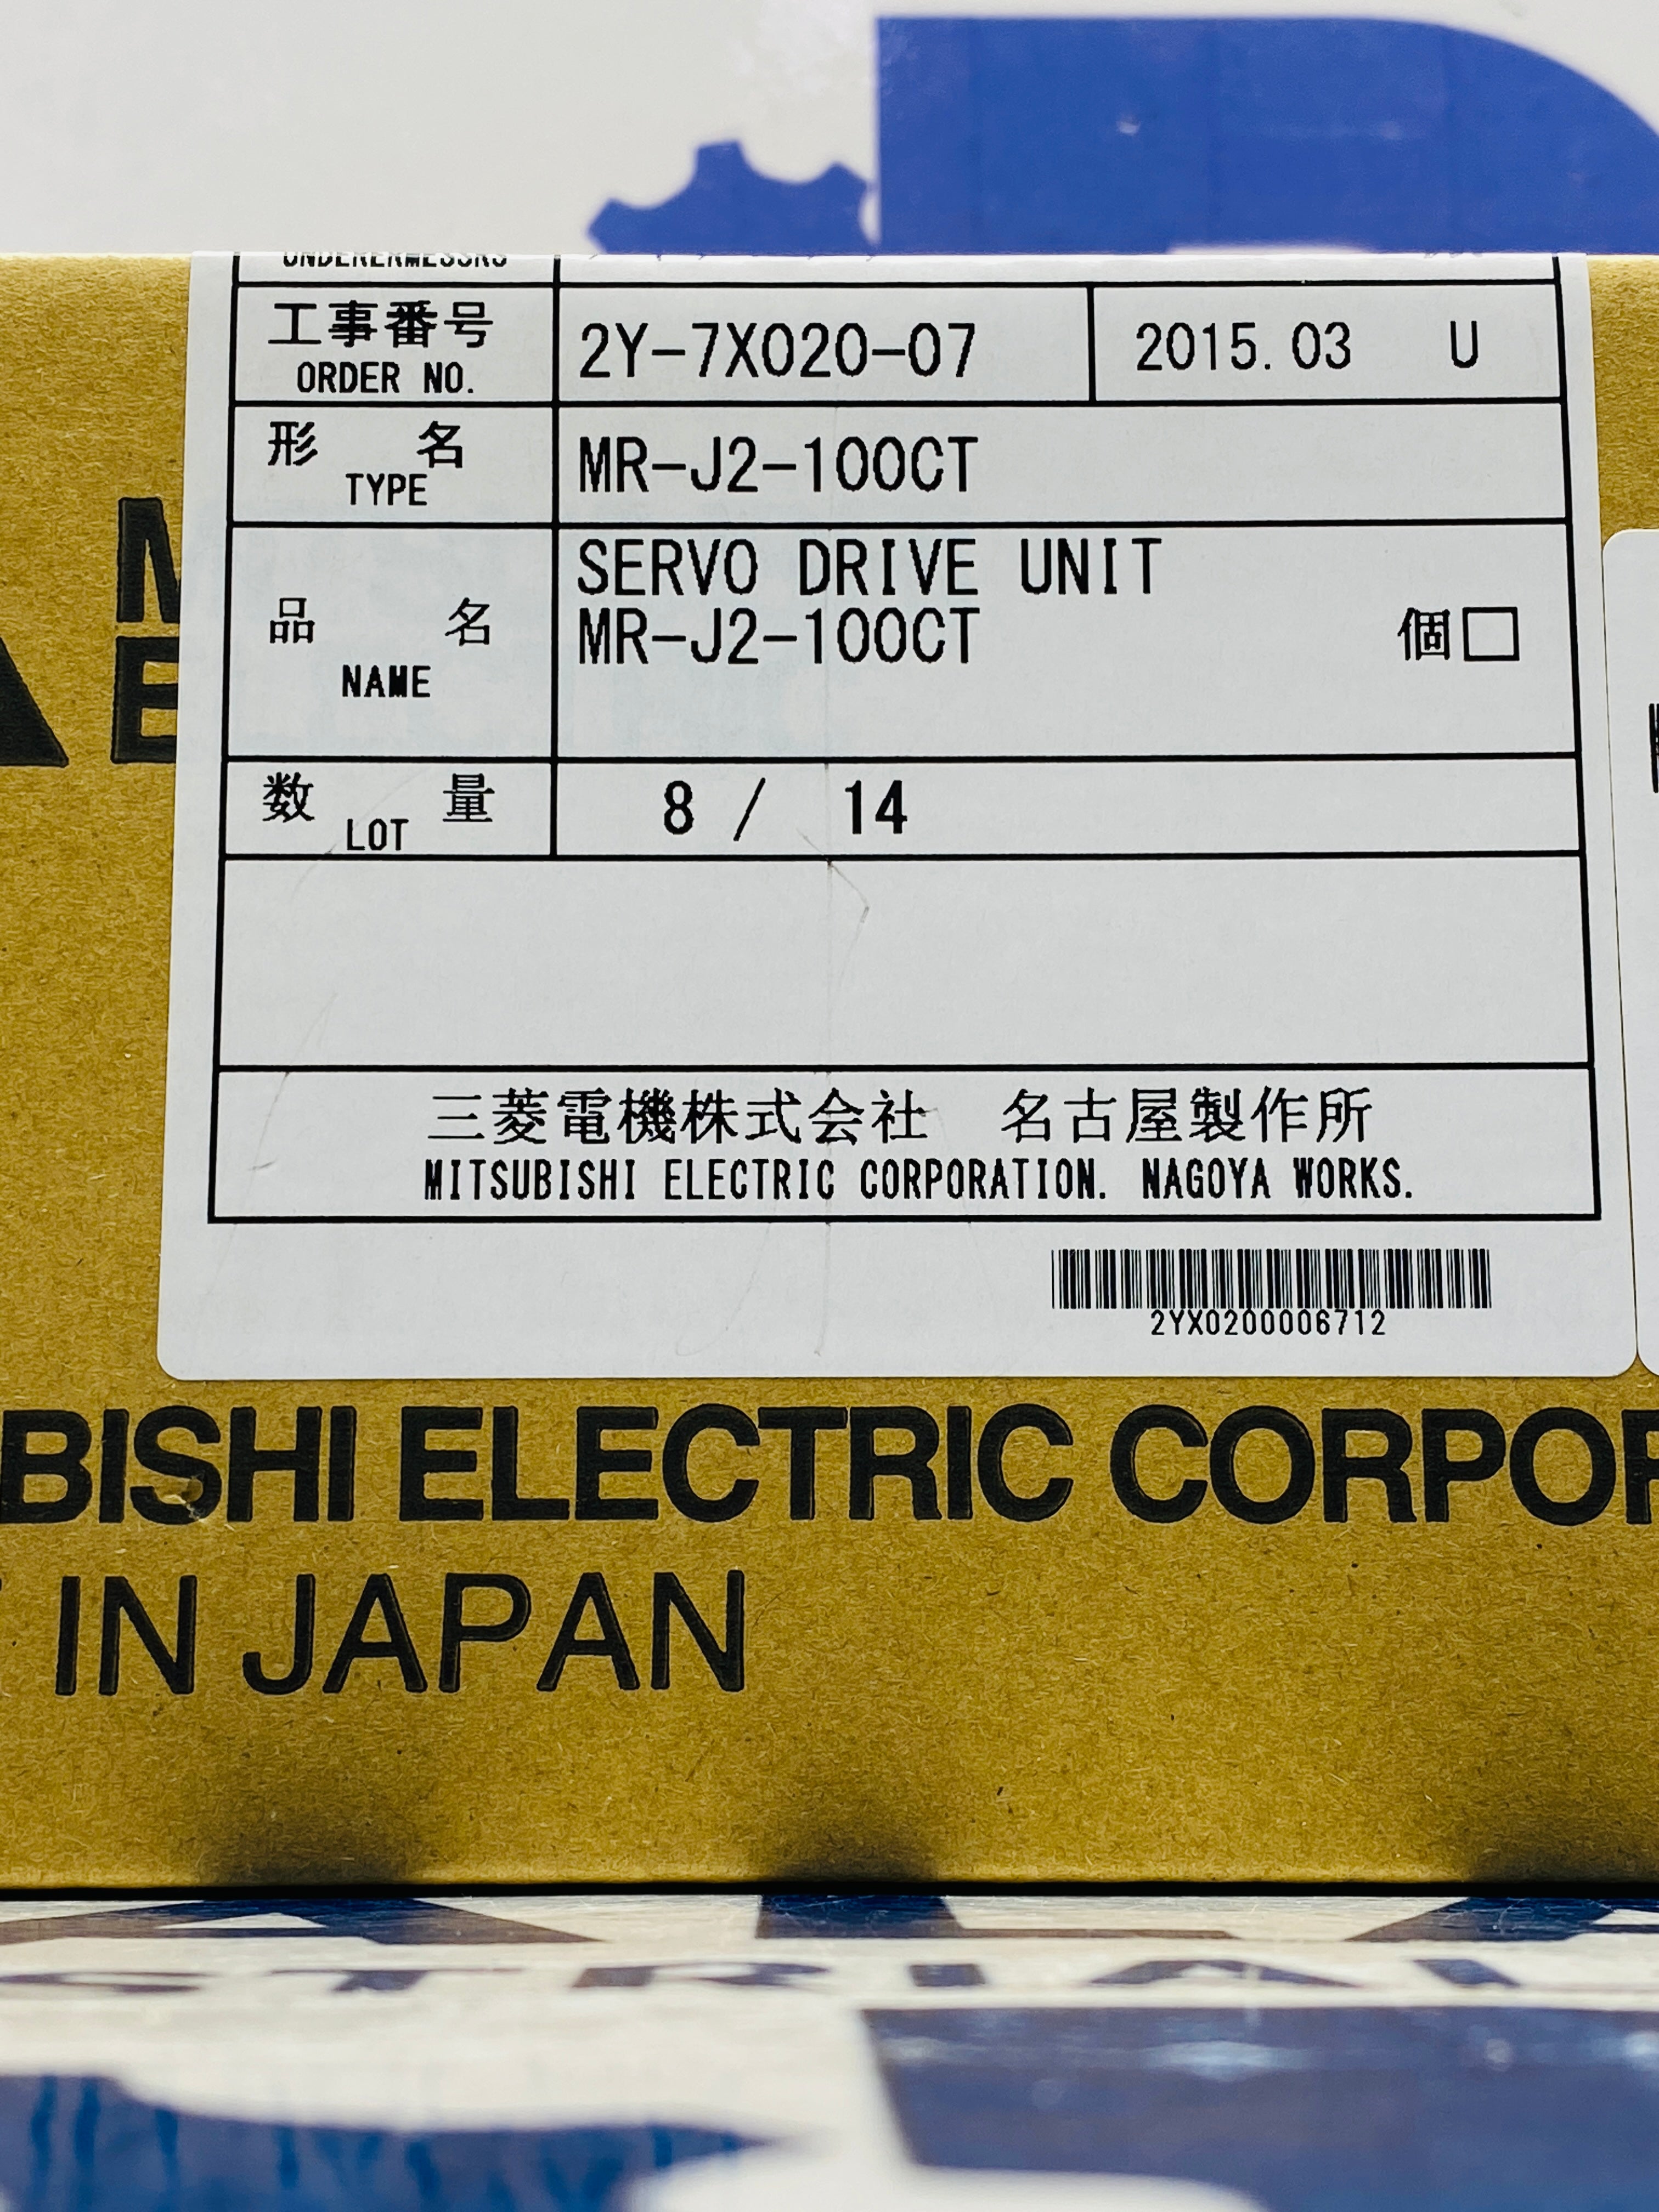 工事番号
ORDER NO.
2Y-7X020-07
2015.03 U
形 名
TYPE
MR-J2-100CT
品 名
NAME
SERVO DRIVE UNIT
MR-J2-100CT
個□
数 量
LOT
8 / 14
三菱電機株式会社 名古屋製作所
MITSUBISHI ELECTRIC CORPORATION. NAGOYA WORKS.
2YX0200006712
BISHI ELECTRIC CORPOR
IN JAPAN
STRIAL